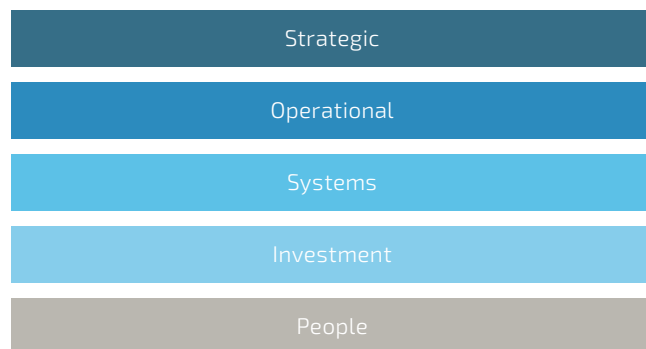 Strategic
Operational
Systems
Investment
People